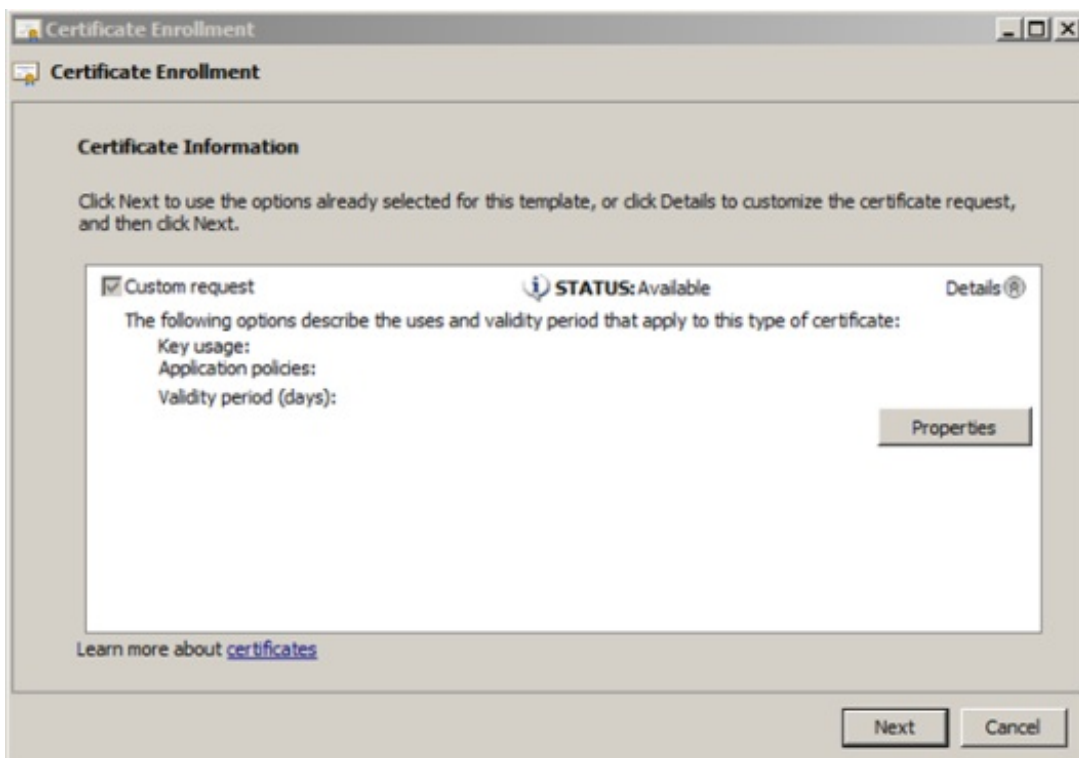 Certificate Enrollment
Certificate Enrollment
Certificate Information
Click Next to use the options already selected for this template, or click Details to customize the certificate request,
and then click Next.
Custom request STATUS: Available Details
The following options describe the uses and validity period that apply to this type of certificate:
Key usage:
Application policies:
Validity period (days):
Properties
Learn more about certificates
Next Cancel